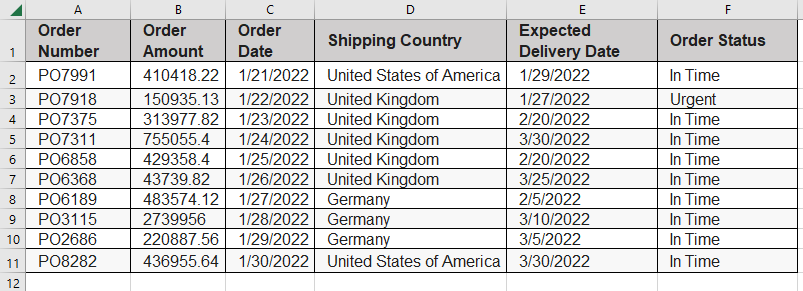 A B C D E F
1 Order Number Order Amount Order Date Shipping Country Expected Delivery Date Order Status
2 PO7991 410418.22 1/21/2022 United States of America 1/29/2022 In Time
3 PO7918 150935.13 1/22/2022 United Kingdom 1/27/2022 Urgent
4 PO7375 313977.82 1/23/2022 United Kingdom 2/20/2022 In Time
5 PO7311 755055.4 1/24/2022 United Kingdom 3/30/2022 In Time
6 PO6858 429358.4 1/25/2022 United Kingdom 2/20/2022 In Time
7 PO6368 43739.82 1/26/2022 United Kingdom 3/25/2022 In Time
8 PO6189 483574.12 1/27/2022 Germany 2/5/2022 In Time
9 PO3115 2739956 1/28/2022 Germany 3/10/2022 In Time
10 PO2686 220887.56 1/29/2022 Germany 3/5/2022 In Time
11 PO8282 436955.64 1/30/2022 United States of America 3/30/2022 In Time
12